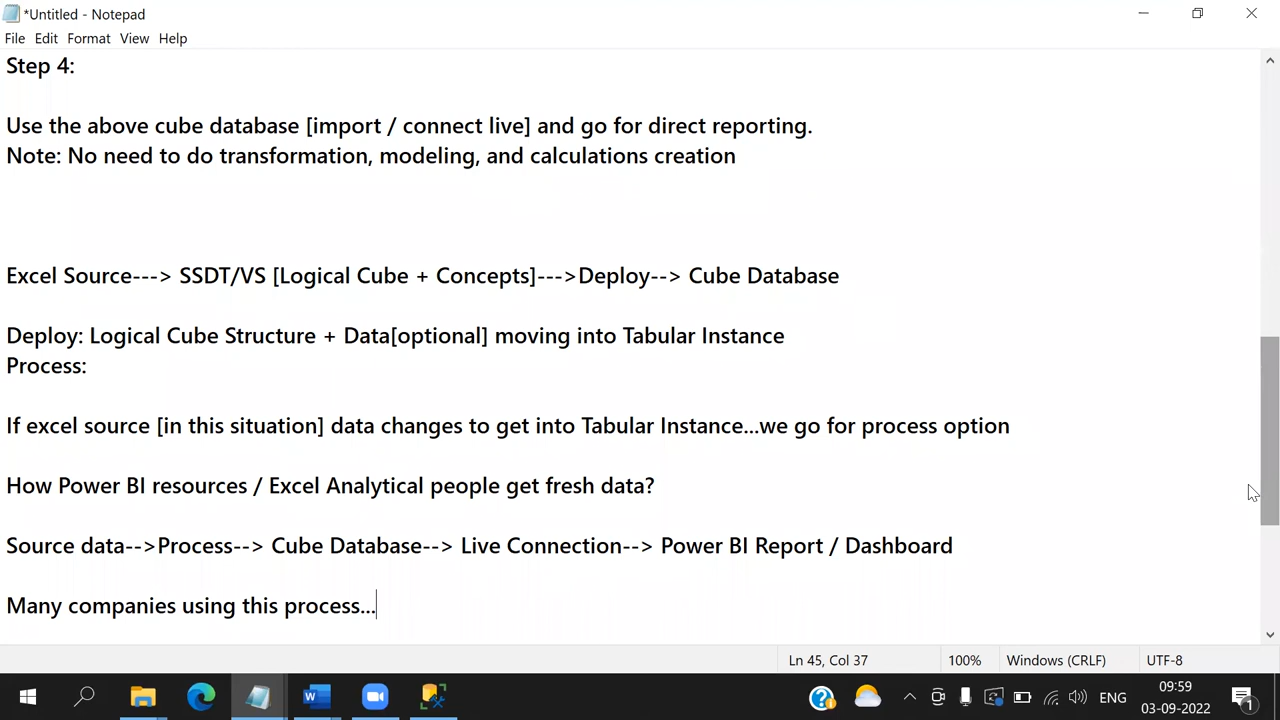 *Untitled - Notepad
File Edit Format View Help
Step 4:
Use the above cube database [import / connect live] and go for direct reporting.
Note: No need to do transformation, modeling, and calculations creation
Excel Source---> SSDT/VS [Logical Cube + Concepts]--->Deploy--> Cube Database
Deploy: Logical Cube Structure + Data[optional] moving into Tabular Instance
Process:
If excel source [in this situation] data changes to get into Tabular Instance...we go for process option
How Power BI resources / Excel Analytical people get fresh data?
Source data-->Process--> Cube Database--> Live Connection--> Power BI Report / Dashboard
Many companies using this process...
Ln 45, Col 37 100% Windows (CRLF) UTF-8
ENG
09:59
03-09-2022
1